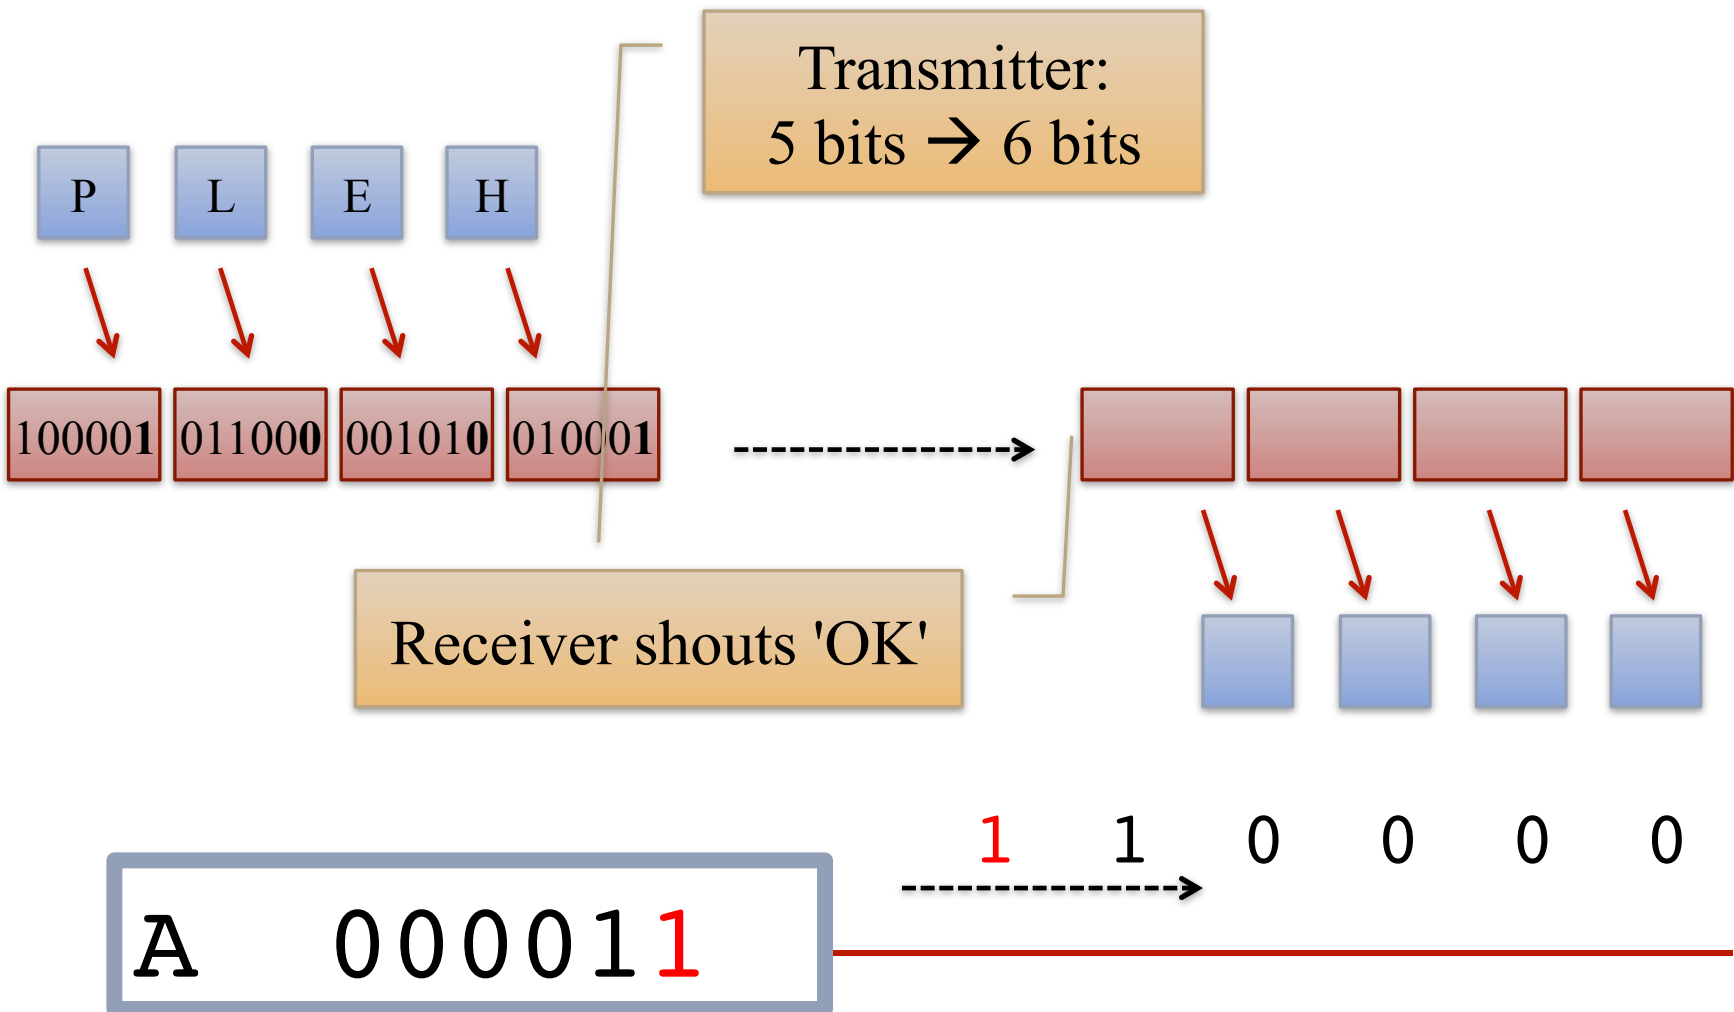 Transmitter:
5 bits → 6 bits
P L E H
100001 011000 001010 010001
Receiver shouts 'OK'
1 1 0 0 0 0
A 000011